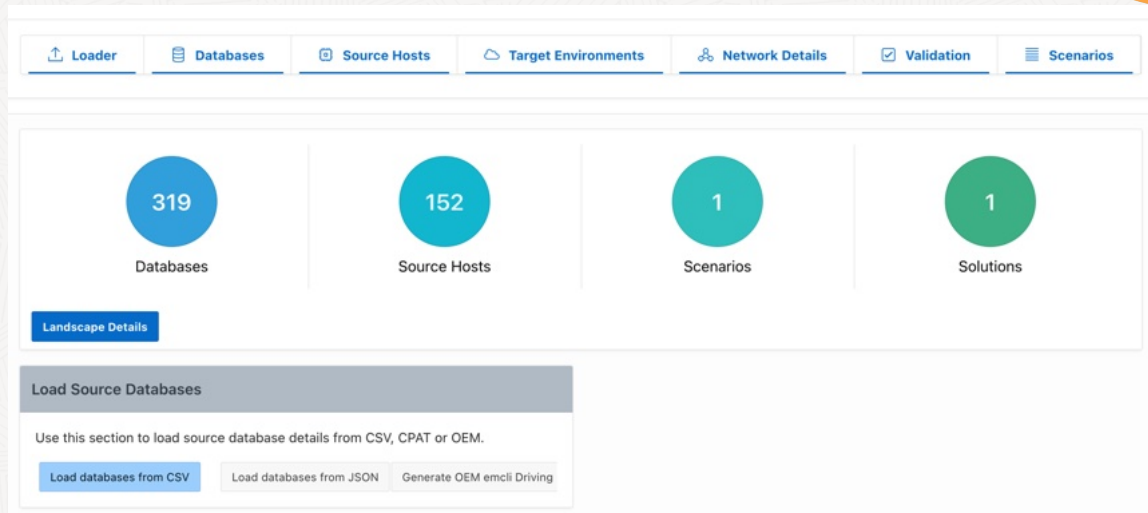 Loader Databases Source Hosts Target Environments Network Details Validation Scenarios
319 152 1 1
Databases Source Hosts Scenarios Solutions
Landscape Details
Load Source Databases
Use this section to load source database details from CSV, CPAT or OEM.
Load databases from CSV Load databases from JSON Generate OEM emcli Driving